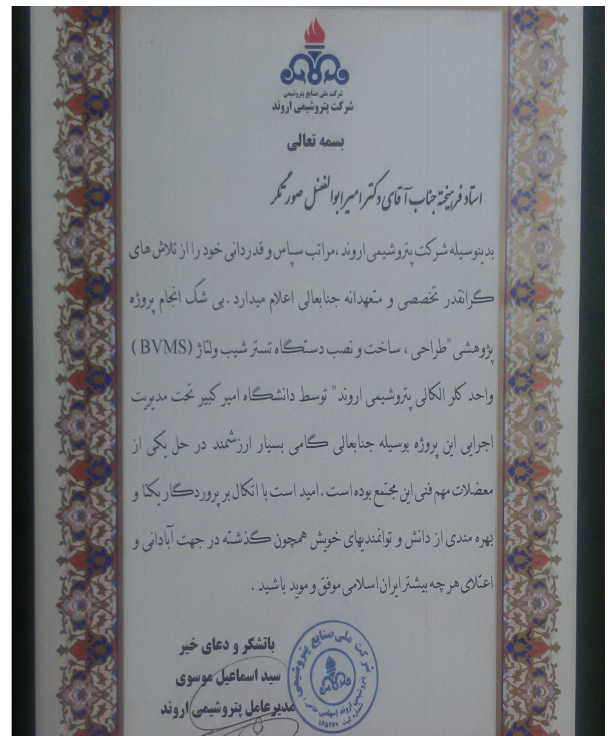 شرکت ملی صنایع پتروشیمی
شرکت پتروشیمی اروند
بسمه تعالی
استاد فرهیخته جناب آقای دکتر امیر ابوالفضل صورتگر
بدینوسیله شرکت پتروشیمی اروند ،مراتب سپاس و قدردانی خود را از تلاش های
گرانقدر تخصصی و متعهدانه جنابعالی اعلام میدارد .بی شک انجام پروژه
پژوهشی "طراحی ، ساخت و نصب دستگاه تستر شیب ولتاژ (BVMS)
واحد کلر الکالی پتروشیمی اروند" توسط دانشگاه امیر کبیر تحت مدیریت
اجرایی این پروژه بوسیله جنابعالی گامی بسیار ارزشمند در حل یکی از
معضلات مهم فنی این مجتمع بوده است .امید است با اتکال بر پروردگار یکتا و
بهره مندی از دانش و توانمندیهای خویش همچون گذشته در جهت آبادانی و
اعتلای هر چه بیشتر ایران اسلامی موفق و موید باشید .
باتشکر و دعای خیر
سید اسماعیل موسوی
مدیرعامل پتروشیمی اروند
شرکت ملی صنایع پتروشیمی